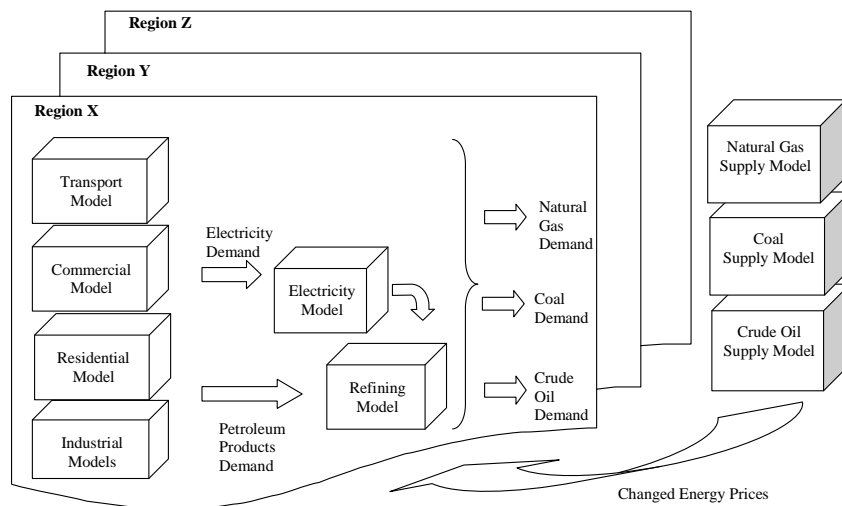 Region Z
Region Y
Region X
Transport
Model
Commercial
Model
Residential
Model
Industrial
Models
Electricity
Demand
Electricity
Model
Petroleum
Products
Demand
Refining
Model
Natural
Gas
Demand
Coal
Demand
Crude
Oil
Demand
Natural Gas
Supply Model
Coal
Supply Model
Crude Oil
Supply Model
Changed Energy Prices